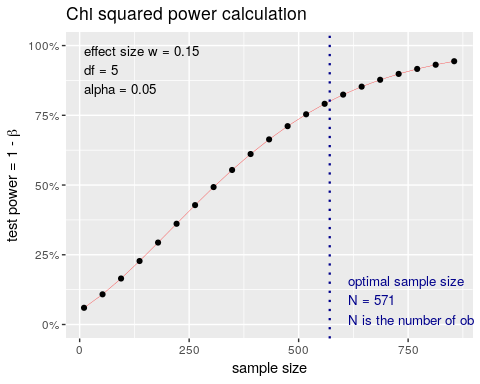 Chi squared power calculation
100%
75%
50%
25%
0%
test power = 1 - β
effect size w = 0.15
df = 5
alpha = 0.05
optimal sample size
N = 571
N is the number of ob
0
250
500
750
sample size